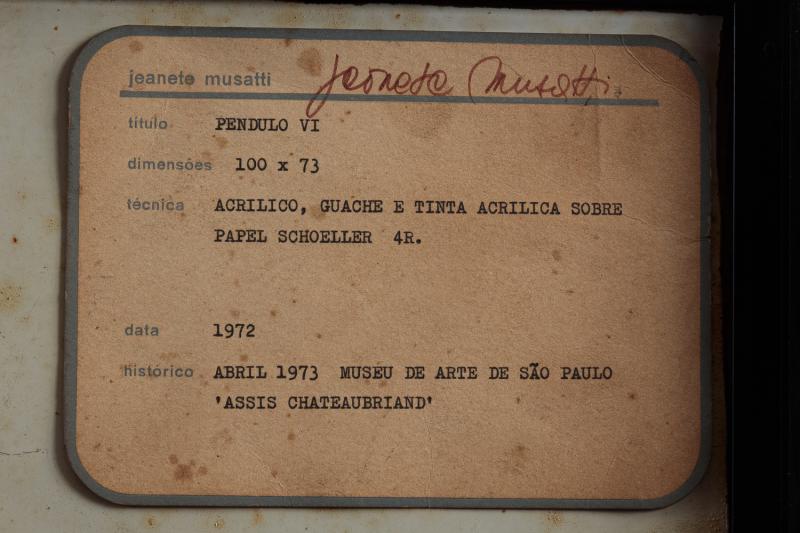 jeanete musatti Jeanete Musatti
título PENDULO VI
dimensões 100 x 73
técnica ACRILICO, GUACHE E TINTA ACRILICA SOBRE
PAPEL SCHOELLER 4R.
data 1972
histórico ABRIL 1973 MUSEU DE ARTE DE SÃO PAULO
'ASSIS CHATEAUBRIAND'